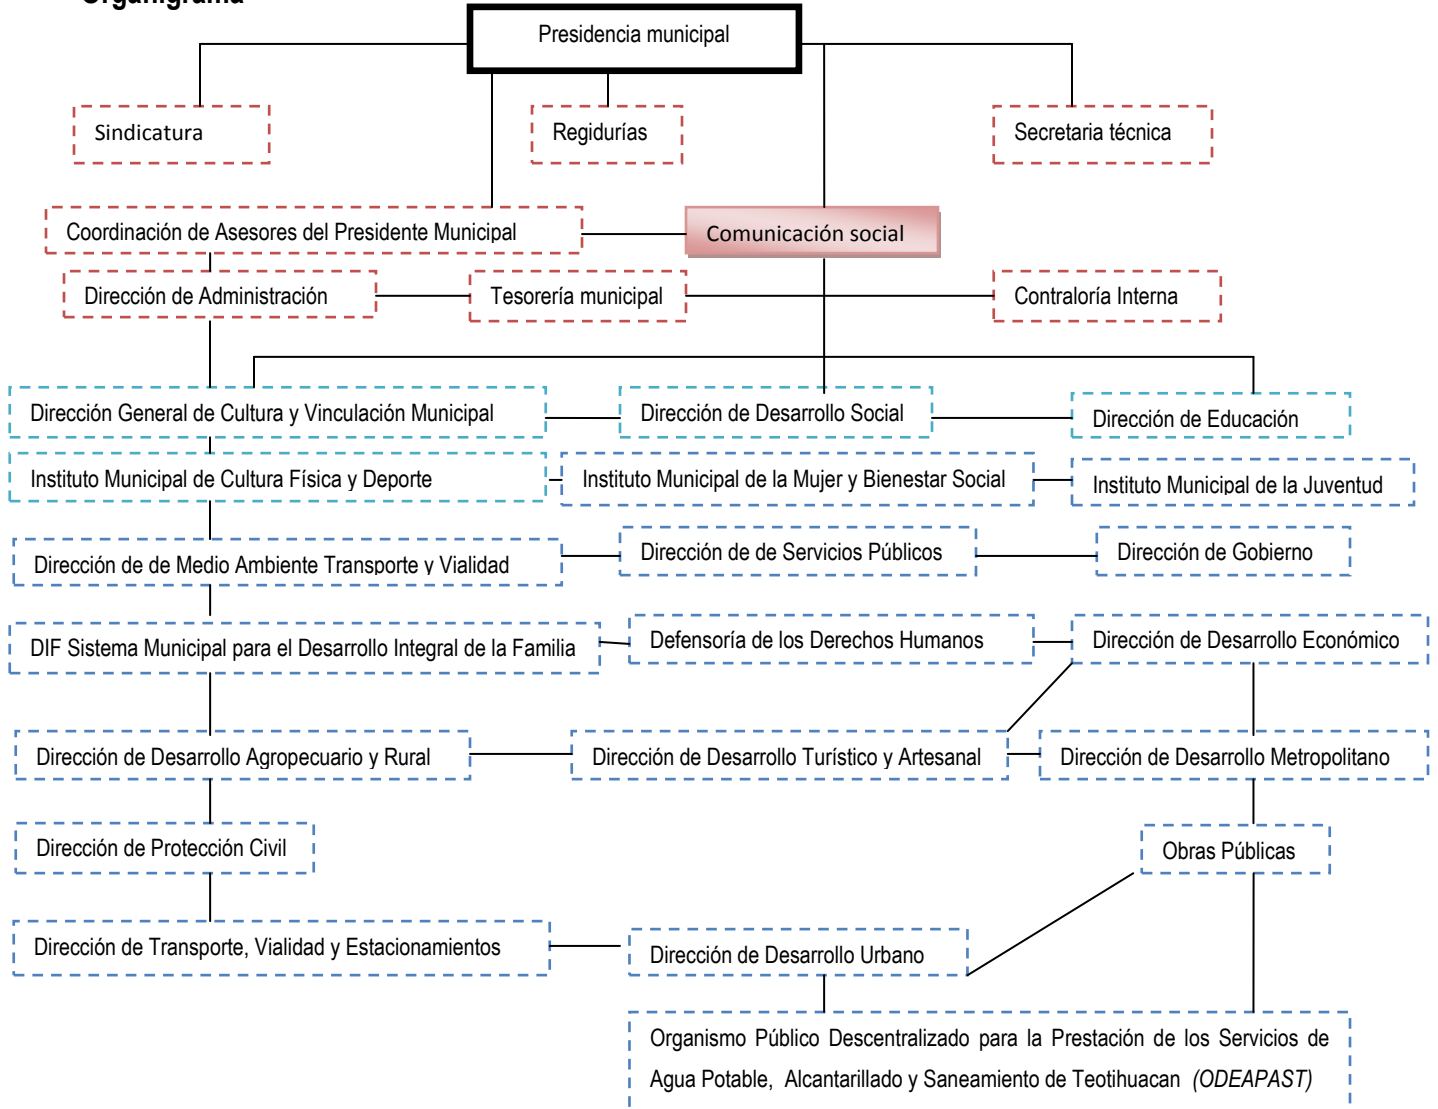 Organigrama
Presidencia municipal
Sindicatura
Regidurías
Secretaria técnica
Coordinación de Asesores del Presidente Municipal
Comunicación social
Dirección de Administración
Tesorería municipal
Contraloría Interna
Dirección General de Cultura y Vinculación Municipal
Dirección de Desarrollo Social
Dirección de Educación
Instituto Municipal de Cultura Física y Deporte
Instituto Municipal de la Mujer y Bienestar Social
Instituto Municipal de la Juventud
Dirección de de Medio Ambiente Transporte y Vialidad
Dirección de de Servicios Públicos
Dirección de Gobierno
DIF Sistema Municipal para el Desarrollo Integral de la Familia
Defensoría de los Derechos Humanos
Dirección de Desarrollo Económico
Dirección de Desarrollo Agropecuario y Rural
Dirección de Desarrollo Turístico y Artesanal
Dirección de Desarrollo Metropolitano
Dirección de Protección Civil
Obras Públicas
Dirección de Transporte, Vialidad y Estacionamientos
Dirección de Desarrollo Urbano
Organismo Público Descentralizado para la Prestación de los Servicios de
Agua Potable, Alcantarillado y Saneamiento de Teotihuacan (ODEAPAST)